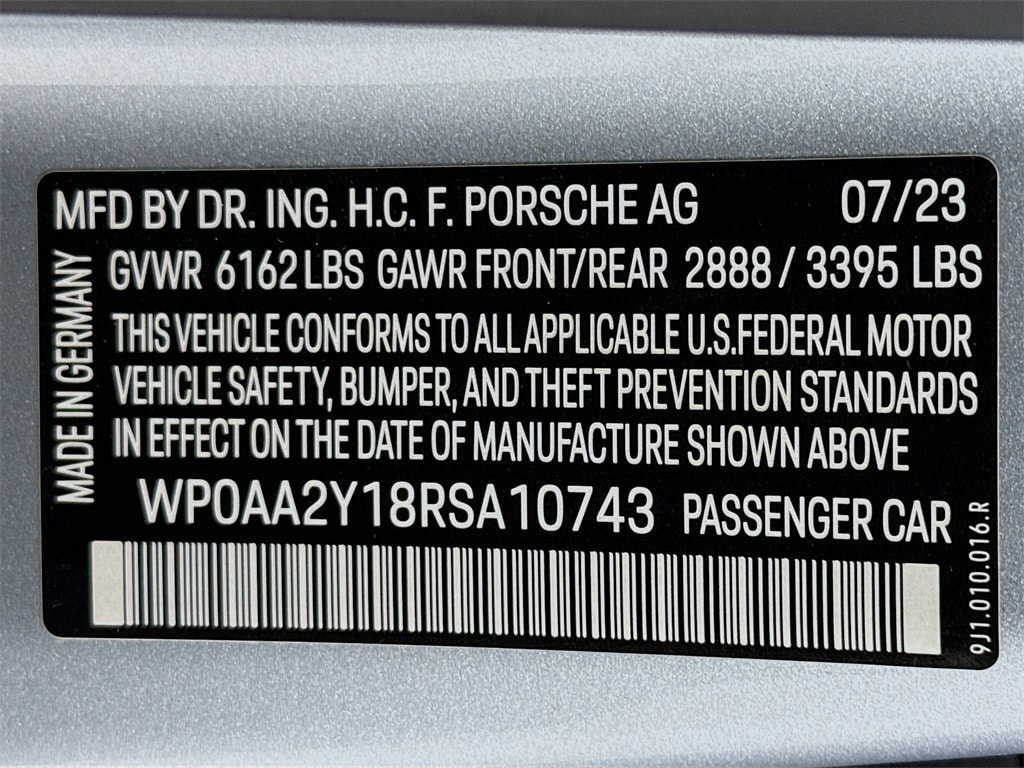 MFD BY DR. ING. H.C. F. PORSCHE AG 07/23
GVWR 6162 LBS GAWR FRONT/REAR 2888 / 3395 LBS
THIS VEHICLE CONFORMS TO ALL APPLICABLE U.S.FEDERAL MOTOR
VEHICLE SAFETY, BUMPER, AND THEFT PREVENTION STANDARDS
IN EFFECT ON THE DATE OF MANUFACTURE SHOWN ABOVE
WP0AA2Y18RSA10743 PASSENGER CAR
MADE IN GERMANY
9J1.010.016.R